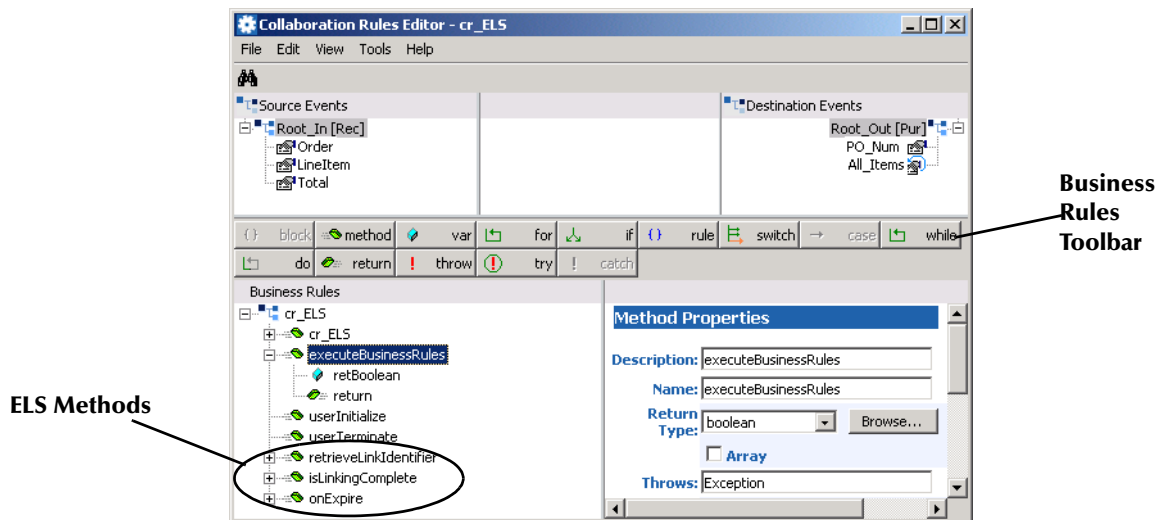 Collaboration Rules Editor - cr_ELS
File Edit View Tools Help
Source Events
Destination Events
Root_In [Rec]
Root_Out [Pur]
Order
PO_Num
LineItem
All_Items
Total
Business
Rules
Toolbar
{} block method var for if {} rule switch case while
do return ! throw ! try ! catch
Business Rules
cr_ELS
cr_ELS
executeBusinessRules
retBoolean
return
userInitialize
userTerminate
retrieveLinkIdentifier
isLinkingComplete
onExpire
ELS Methods
Method Properties
Description: executeBusinessRules
Name: executeBusinessRules
Return
Type: boolean Browse...
Array
Throws: Exception